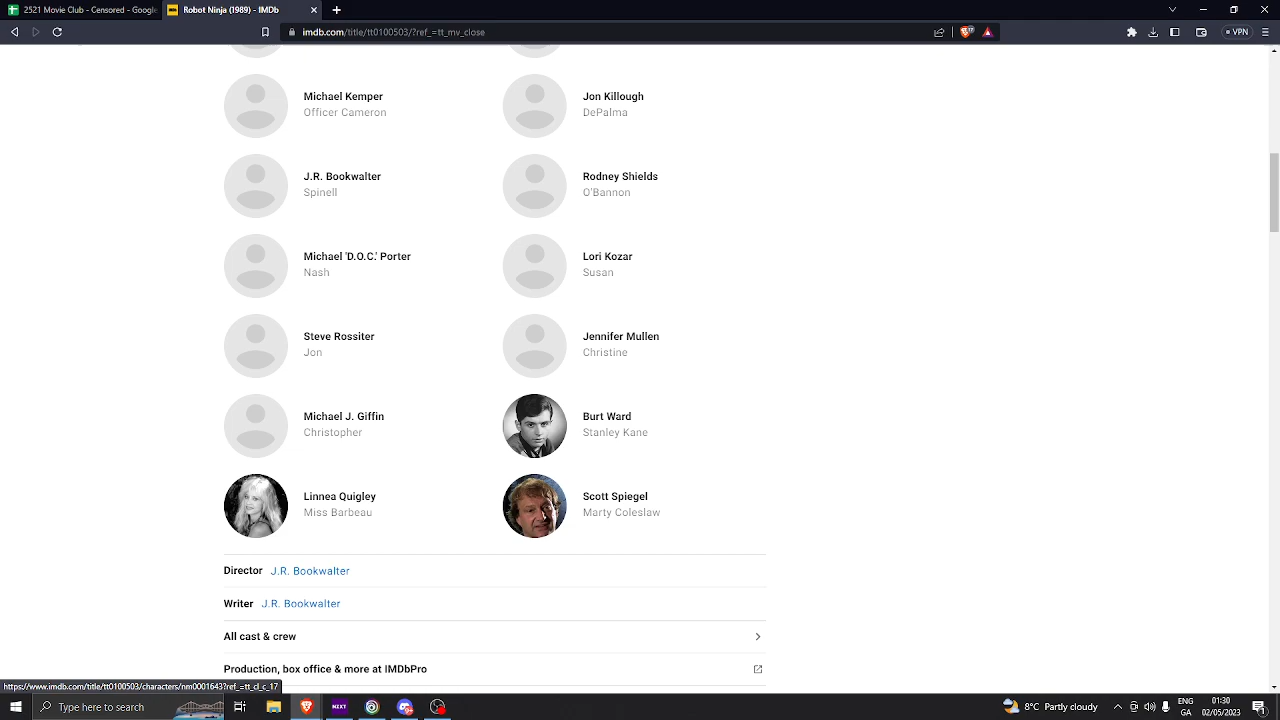 2521 Movie Club - Censored - Google
Robot Ninja (1989) - IMDb
imdb.com/title/tt0100503/?ref_=tt_mv_close
17
VPN
Michael Kemper
Officer Cameron
Jon Killough
DePalma
J.R. Bookwalter
Spinell
Rodney Shields
O'Bannon
Michael 'D.O.C.' Porter
Nash
Lori Kozar
Susan
Steve Rossiter
Jon
Jennifer Mullen
Christine
Michael J. Giffin
Christopher
Burt Ward
Stanley Kane
Linnea Quigley
Miss Barbeau
Scott Spiegel
Marty Coleslaw
Director J.R. Bookwalter
Writer J.R. Bookwalter
All cast & crew
Production, box office & more at IMDbPro
https://www.imdb.com/title/tt0100503/characters/nm0001643?ref_=tt_cl_c_17
Type here to search
NEXT
8°C Partly cloudy
ENG
GA
01:30
02/05/2023